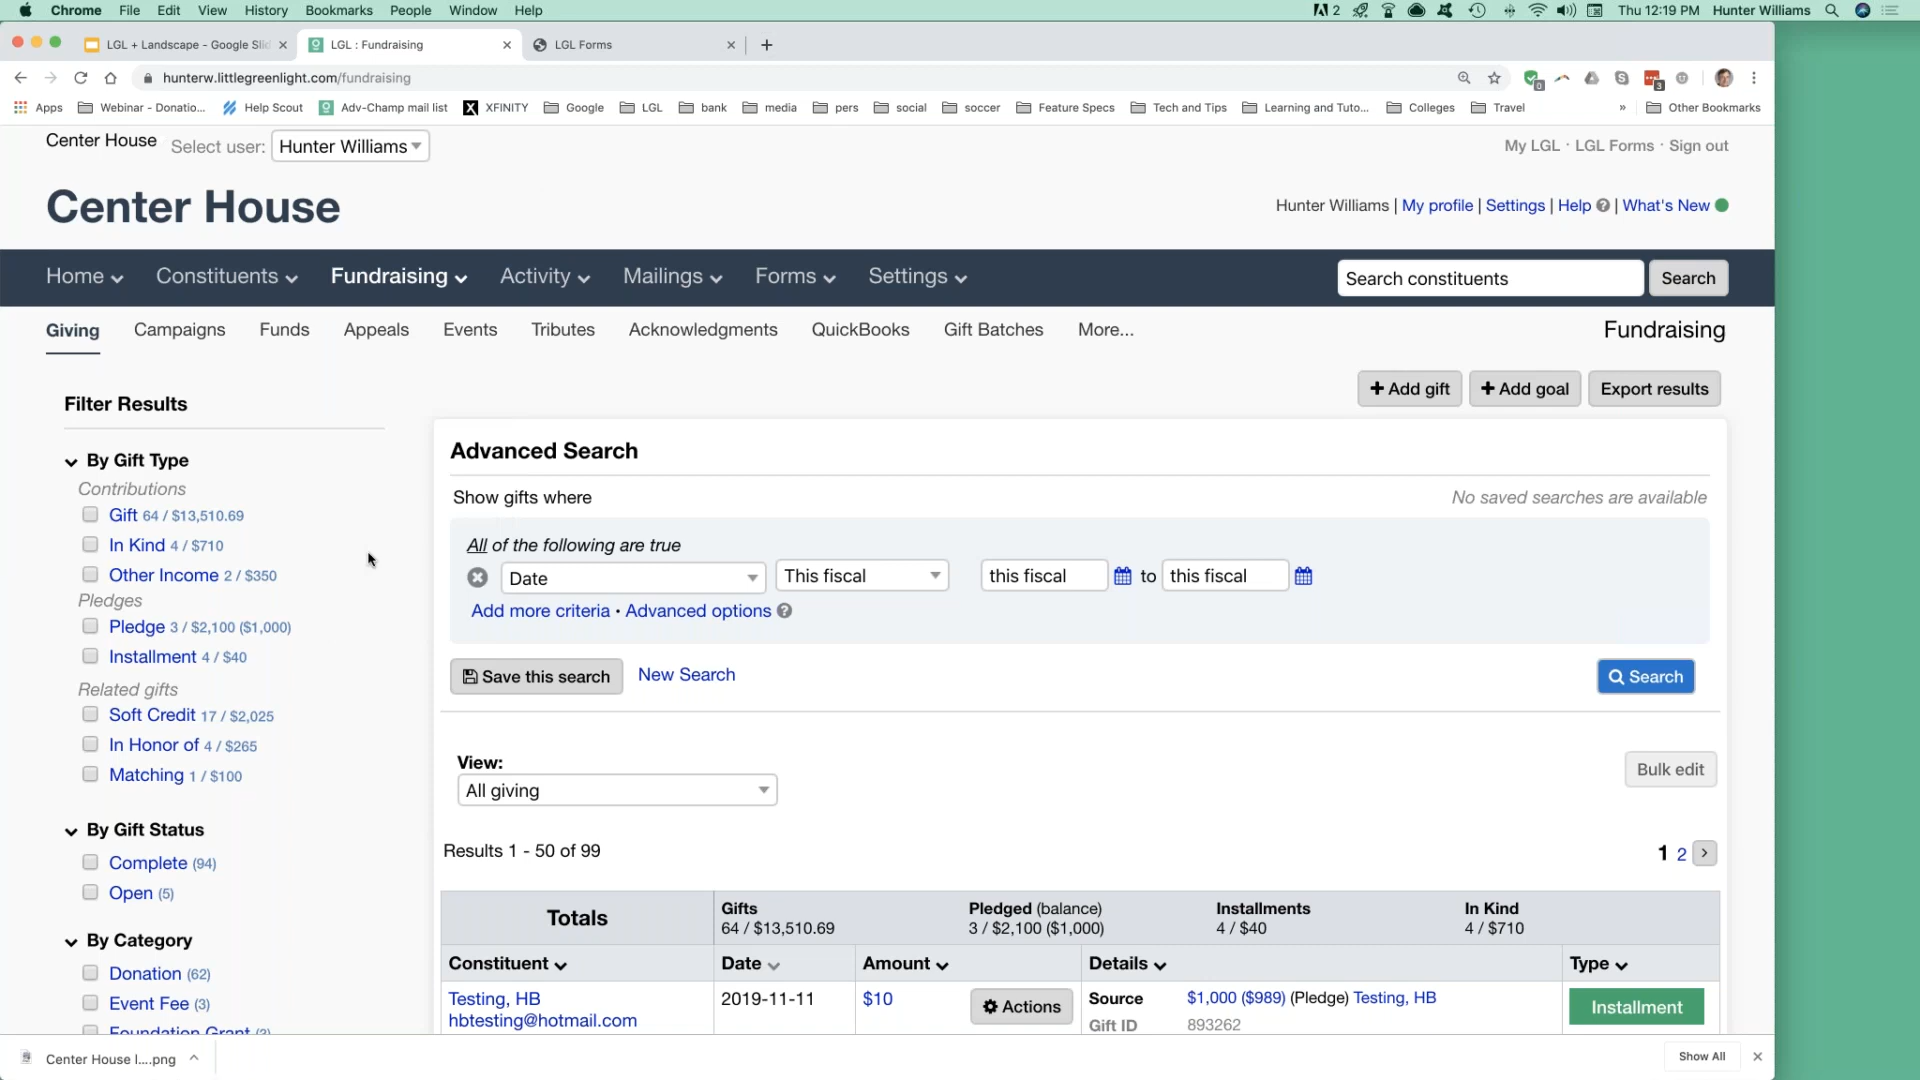 Chrome File Edit View History Bookmarks People Window Help
2 Thu 12:19 PM Hunter Williams
LGL + Landscape - Google Slid
LGL : Fundraising
LGL Forms
hunterw.littlegreenlight.com/fundraising
Apps Webinar - Donatio... Help Scout Adv-Champ mail list XFINITY Google LGL bank media pers social soccer Feature Specs Tech and Tips Learning and Tuto... Colleges Travel » Other Bookmarks
Center House Select user: Hunter Williams
My LGL · LGL Forms · Sign out
Center House
Hunter Williams | My profile | Settings | Help | What's New
Home Constituents Fundraising Activity Mailings Forms Settings
Search constituents Search
Giving Campaigns Funds Appeals Events Tributes Acknowledgments QuickBooks Gift Batches More...
Fundraising
Add gift Add goal Export results
Filter Results
By Gift Type
Contributions
Gift 64 / $13,510.69
In Kind 4 / $710
Other Income 2 / $350
Pledges
Pledge 3 / $2,100 ($1,000)
Installment 4 / $40
Related gifts
Soft Credit 17 / $2,025
In Honor of 4 / $265
Matching 1 / $100
By Gift Status
Complete (94)
Open (5)
By Category
Donation (62)
Event Fee (3)
Foundation Grant
Advanced Search
Show gifts where
No saved searches are available
All of the following are true
Date This fiscal this fiscal to this fiscal
Add more criteria • Advanced options
Save this search New Search Search
View:
All giving
Bulk edit
Results 1 - 50 of 99
1 2 >
Totals
Gifts
64 / $13,510.69
Pledged (balance)
3 / $2,100 ($1,000)
Installments
4 / $40
In Kind
4 / $710
Constituent Date Amount Details Type
Testing, HB
hbtesting@hotmail.com
2019-11-11 $10 Actions
Source $1,000 ($989) (Pledge) Testing, HB
Gift ID 893262
Installment
Center House l....png
Show All